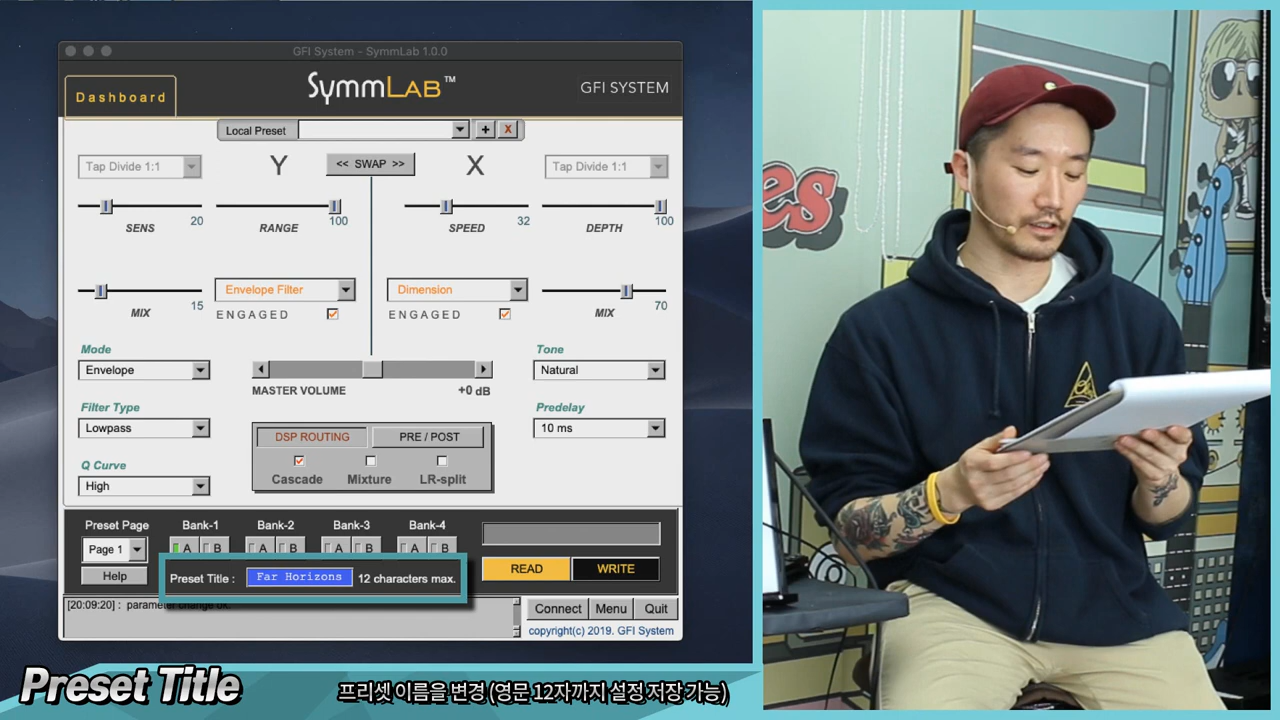 GFI System - SymmLab 1.0.0
Dashboard
SymmLAB™
GFI SYSTEM
Local Preset
+ X
Tap Divide 1:1
Y
<< SWAP >>
X
Tap Divide 1:1
20 100 32 100
SENS RANGE SPEED DEPTH
Envelope Filter
Dimension
15 70
MIX
ENGAGED
ENGAGED
MIX
Mode
Tone
Envelope
Natural
MASTER VOLUME
+0 dB
Filter Type
Predelay
Lowpass
10 ms
DSP ROUTING
PRE / POST
Q Curve
High
Cascade
Mixture
LR-split
Preset Page
Bank-1
Bank-2
Bank-3
Bank-4
Page 1
A B A B A B A B
READ
WRITE
Help
Preset Title :
Far Horizons
12 characters max.
[20:09:20] : parameter change ok.
Connect
Menu
Quit
copyright(c) 2019. GFI System
es
Preset Title
프리셋 이름을 변경 (영문 12자까지 설정 저장 가능)